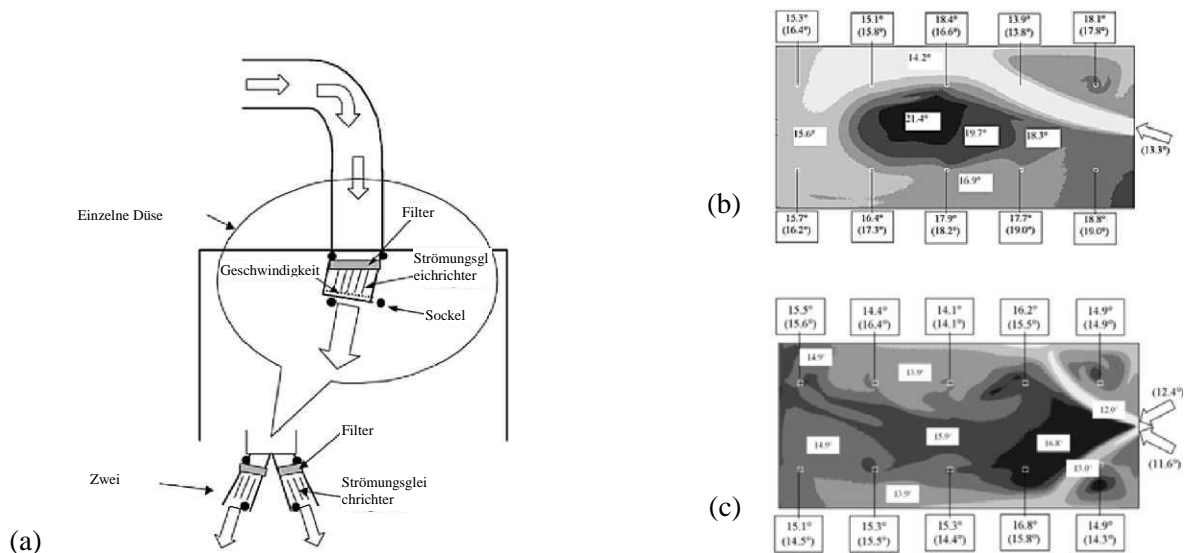 Einzelne Düse
Filter
Geschwindigkeit
Strömungsgl
eichrichter
Sockel
Filter
Zwei
Strömungsglei
chrichter
(a)
15.3° 15.1° 18.4° 13.9° 18.1°
(16.4°) (15.8°) (16.6°) (13.8°) (17.8°)
14.2°
21.4°
15.6° 19.7° 18.3°
(13.3°)
16.9°
15.7° 16.4° 17.9° 17.7° 18.8°
(16.2°) (17.3°) (18.2°) (19.0°) (19.0°)
(b)
15.5° 14.4° 14.1° 16.2° 14.9°
(15.6°) (16.4°) (14.1°) (15.5°) (14.9°)
14.9° 13.9°
(12.4°)
12.0°
14.9° 15.9° 16.8°
(11.6°)
13.0°
13.9°
15.1° 15.3° 15.3° 16.8° 14.9°
(14.5°) (15.5°) (14.4°) (15.8°) (14.3°)
(c)